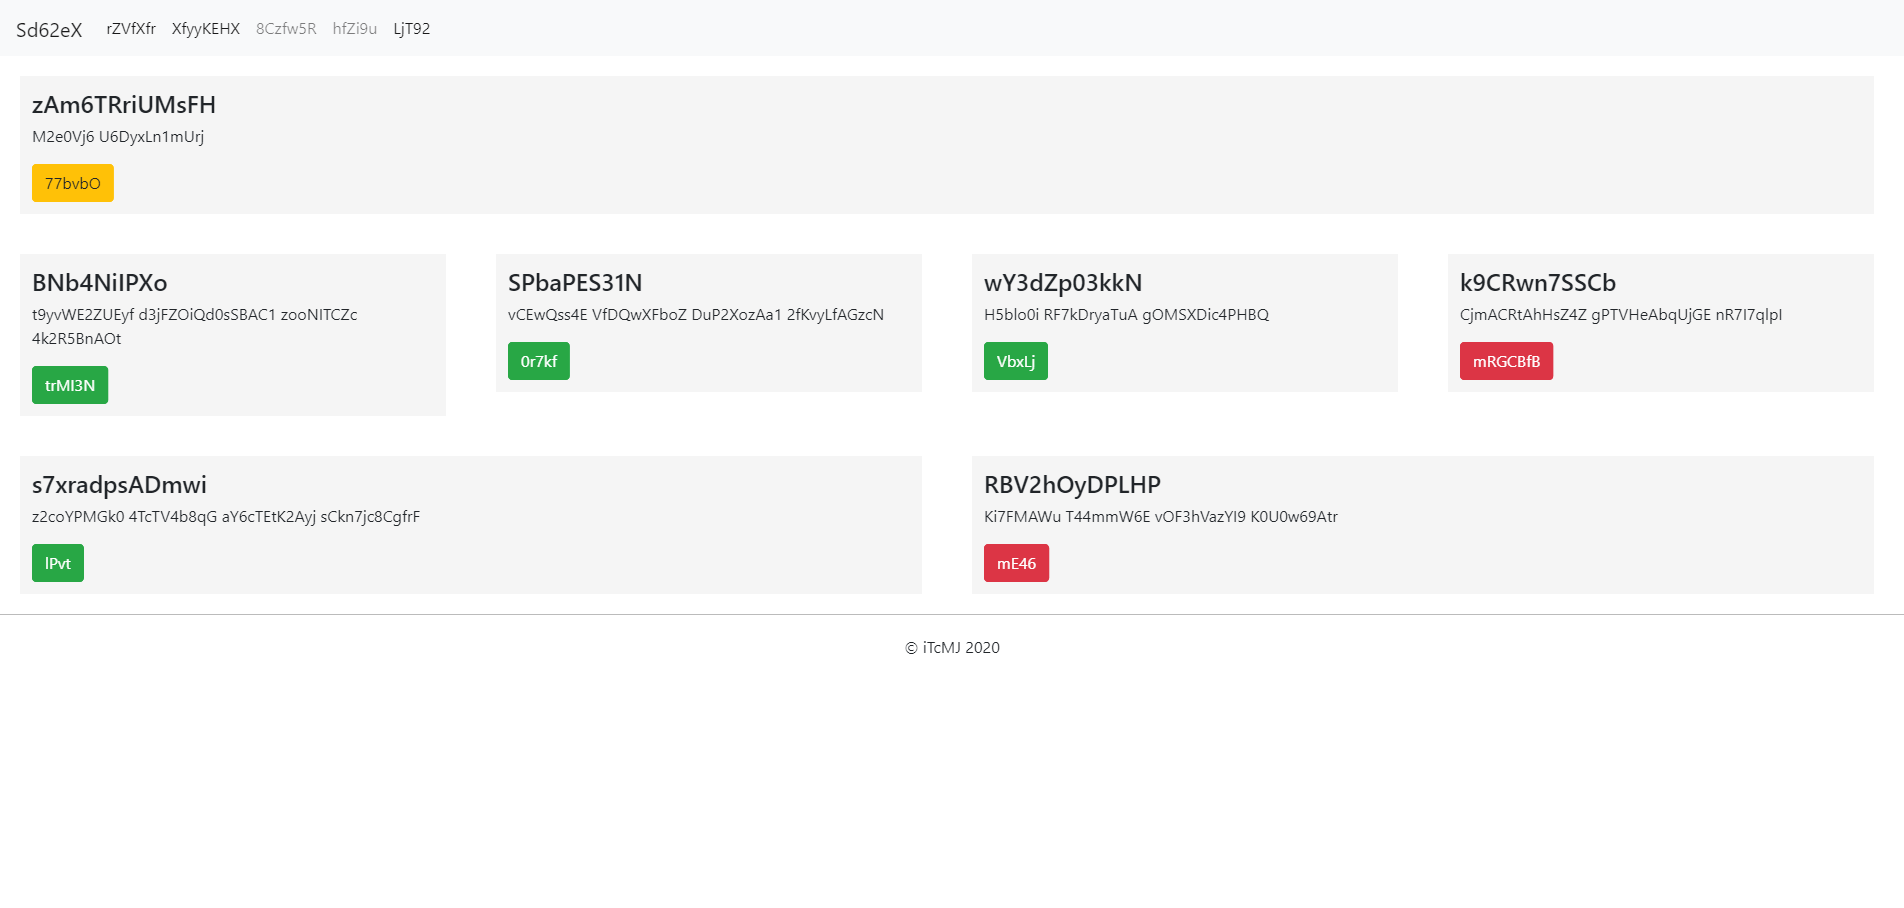 Sd62eX rZVfXfr XfyyKEHX 8Czfw5R hfZi9u LjT92
zAm6TRriUMsFH
M2e0Vj6 U6DyxLn1mUrj
77bvbO
BNb4NiIPXo
t9yvWE2ZUEyf d3jFZOiQd0sSBAC1 zooNITCZc
4k2R5BnAOt
trMI3N
SPbaPES31N
vCEwQss4E VfDQwXFboZ DuP2XozAa1 2fKvyLfAGzcN
0r7kf
wY3dZp03kkN
H5blo0i RF7kDryaTuA gOMSXDic4PHBQ
VbxLj
k9CRwn7SSCb
CjmACRtAhHsZ4Z gPTVHeAbqUjGE nR7I7qlpI
mRGCBfB
s7xradpsADmwi
z2coYPMGk0 4TcTV4b8qG aY6cTEtK2Ayj sCkn7jc8CgfrF
lPvt
RBV2hOyDPLHP
Ki7FMAWu T44mmW6E vOF3hVazYI9 K0U0w69Atr
mE46
© iTcMJ 2020